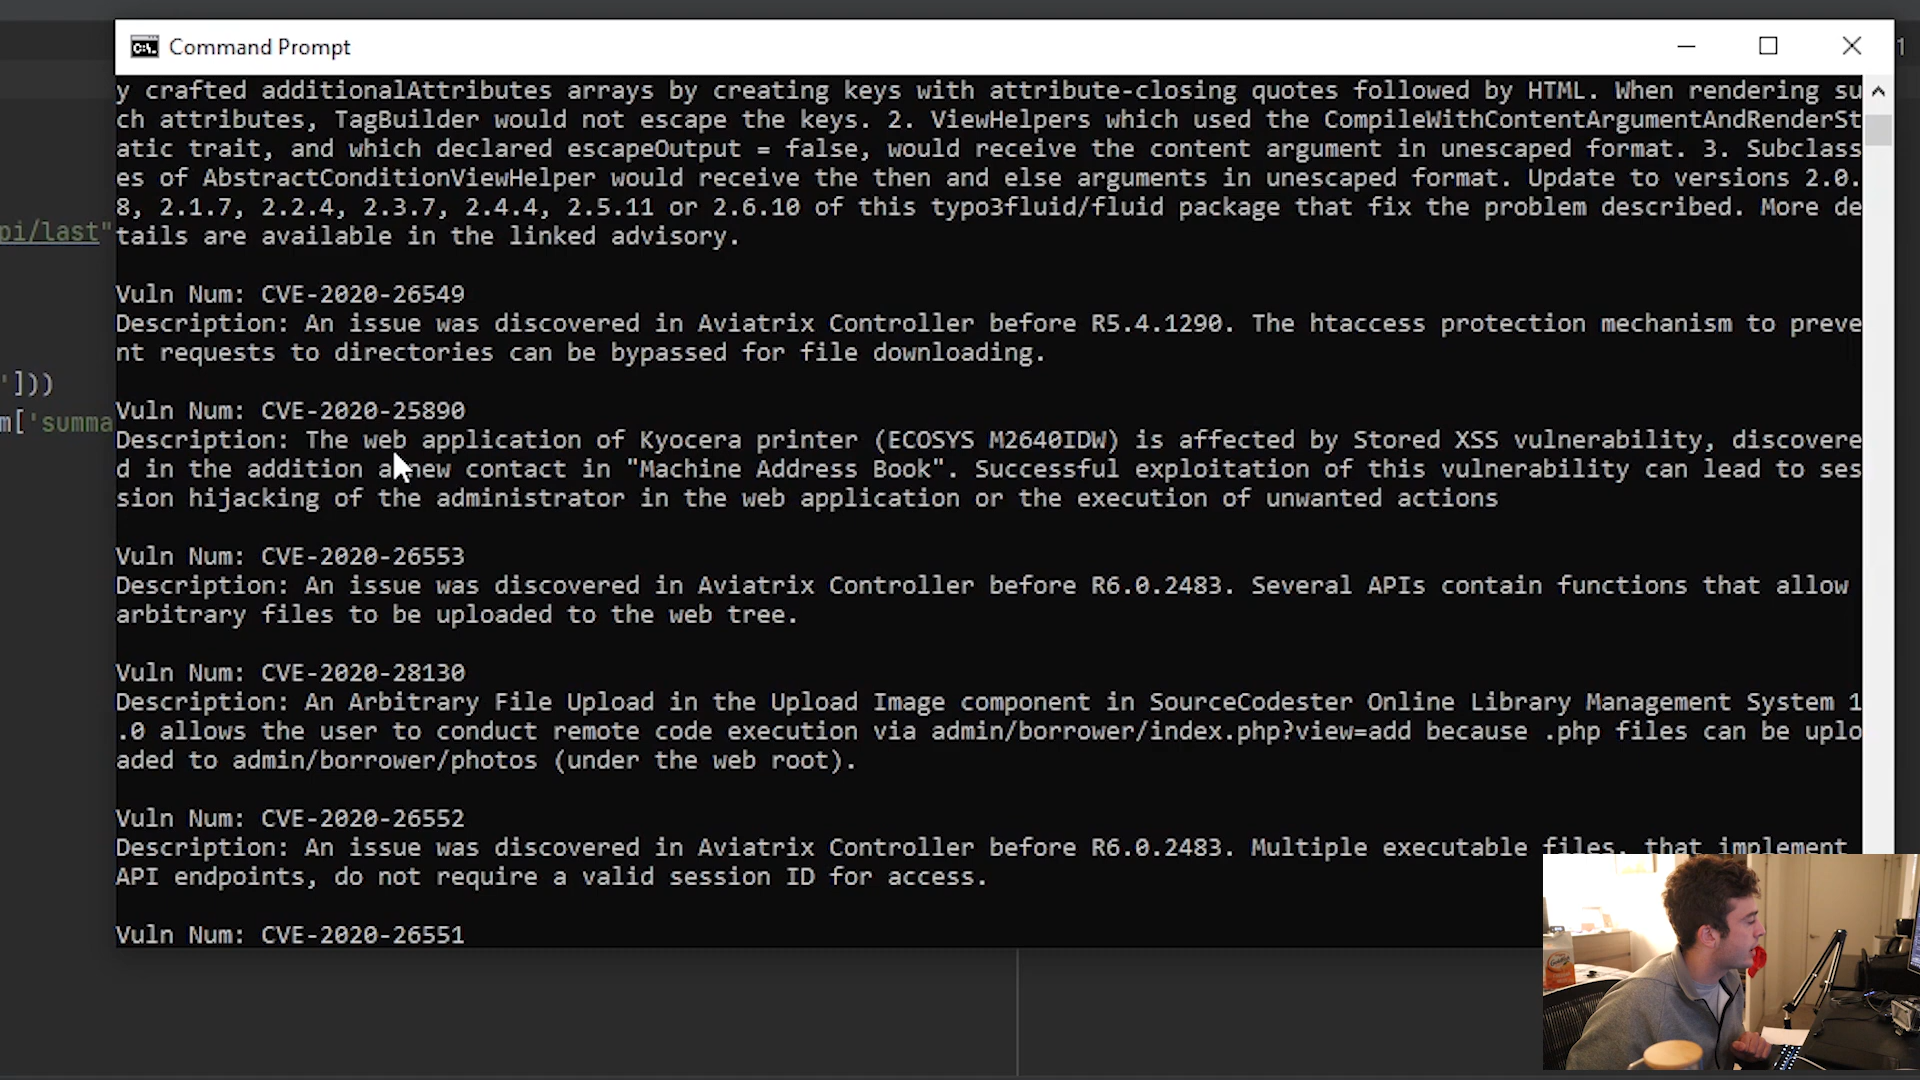 Command Prompt
y crafted additionalAttributes arrays by creating keys with attribute-closing quotes followed by HTML. When rendering su
ch attributes, TagBuilder would not escape the keys. 2. ViewHelpers which used the CompileWithContentArgumentAndRenderSt
atic trait, and which declared escapeOutput = false, would receive the content argument in unescaped format. 3. Subclass
es of AbstractConditionViewHelper would receive the then and else arguments in unescaped format. Update to versions 2.0.
8, 2.1.7, 2.2.4, 2.3.7, 2.4.4, 2.5.11 or 2.6.10 of this typo3fluid/fluid package that fix the problem described. More de
pi/last"
tails are available in the linked advisory.
Vuln Num: CVE-2020-26549
Description: An issue was discovered in Aviatrix Controller before R5.4.1290. The htaccess protection mechanism to preve
nt requests to directories can be bypassed for file downloading.
']))
Vuln Num: CVE-2020-25890
m['summa
Description: The web application of Kyocera printer (ECOSYS M2640IDW) is affected by Stored XSS vulnerability, discovere
d in the addition a new contact in "Machine Address Book". Successful exploitation of this vulnerability can lead to ses
sion hijacking of the administrator in the web application or the execution of unwanted actions
Vuln Num: CVE-2020-26553
Description: An issue was discovered in Aviatrix Controller before R6.0.2483. Several APIs contain functions that allow
arbitrary files to be uploaded to the web tree.
Vuln Num: CVE-2020-28130
Description: An Arbitrary File Upload in the Upload Image component in SourceCodester Online Library Management System 1
.0 allows the user to conduct remote code execution via admin/borrower/index.php?view=add because .php files can be uplo
aded to admin/borrower/photos (under the web root).
Vuln Num: CVE-2020-26552
Description: An issue was discovered in Aviatrix Controller before R6.0.2483. Multiple executable files, that implement
API endpoints, do not require a valid session ID for access.
Vuln Num: CVE-2020-26551